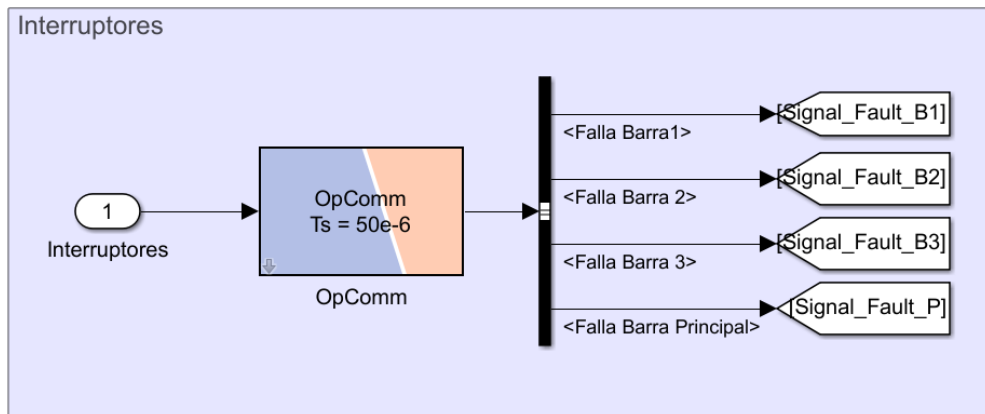 Interruptores
[Signal_Fault_B1]
<Falla Barra1>
OpComm
Ts = 50e-6
[Signal_Fault_B2]
<Falla Barra 2>
1
Interruptores
[Signal_Fault_B3]
<Falla Barra 3>
OpComm
[Signal_Fault_P]
<Falla Barra Principal>